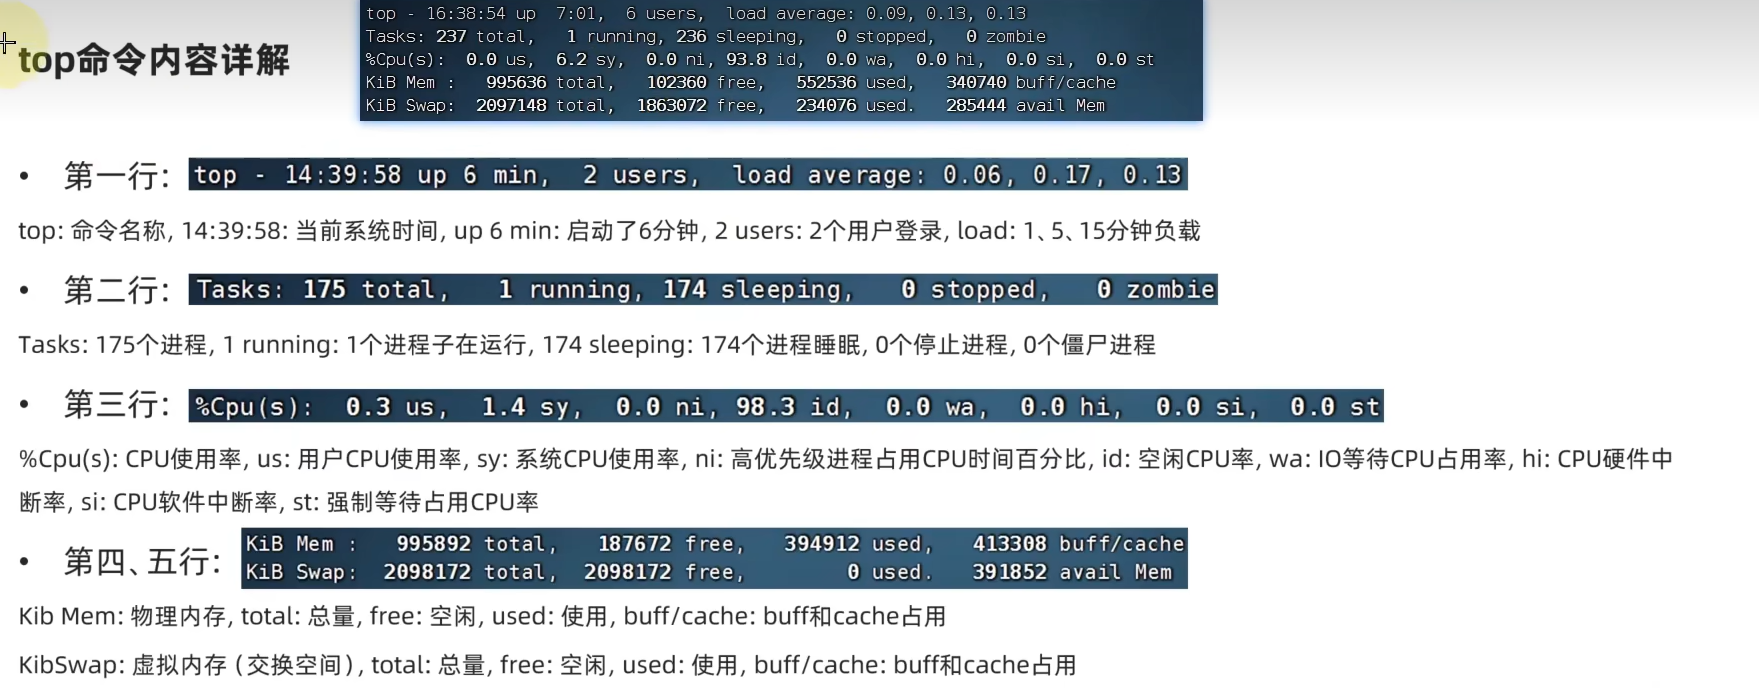 top - 16:38:54 up  7:01,  6 users,  load average: 0.09, 0.13, 0.13
Tasks: 237 total,   1 running, 236 sleeping,   0 stopped,   0 zombie
%Cpu(s):  0.0 us,  6.2 sy,  0.0 ni, 93.8 id,  0.0 wa,  0.0 hi,  0.0 si,  0.0 st
KiB Mem :   995636 total,   102360 free,   552536 used,   340740 buff/cache
KiB Swap:  2097148 total,  1863072 free,   234076 used.   285444 avail Mem
top命令内容详解
• 第一行: top - 14:39:58 up 6 min,  2 users,  load average: 0.06, 0.17, 0.13
top: 命令名称, 14:39:58: 当前系统时间, up 6 min: 启动了6分钟, 2 users: 2个用户登录, load: 1、5、15分钟负载
• 第二行: Tasks: 175 total,   1 running, 174 sleeping,   0 stopped,   0 zombie
Tasks: 175个进程, 1 running: 1个进程子在运行, 174 sleeping: 174个进程睡眠, 0个停止进程, 0个僵尸进程
• 第三行: %Cpu(s):  0.3 us,  1.4 sy,  0.0 ni, 98.3 id,  0.0 wa,  0.0 hi,  0.0 si,  0.0 st
%Cpu(s): CPU使用率, us: 用户CPU使用率, sy: 系统CPU使用率, ni: 高优先级进程占用CPU时间百分比, id: 空闲CPU率, wa: IO等待CPU占用率, hi: CPU硬件中
断率, si: CPU软件中断率, st: 强制等待占用CPU率
• 第四、五行: KiB Mem :   995892 total,   187672 free,   394912 used,   413308 buff/cache
KiB Swap:  2098172 total,  2098172 free,        0 used.   391852 avail Mem
Kib Mem: 物理内存, total: 总量, free: 空闲, used: 使用, buff/cache: buff和cache占用
KibSwap: 虚拟内存 (交换空间), total: 总量, free: 空闲, used: 使用, buff/cache: buff和cache占用